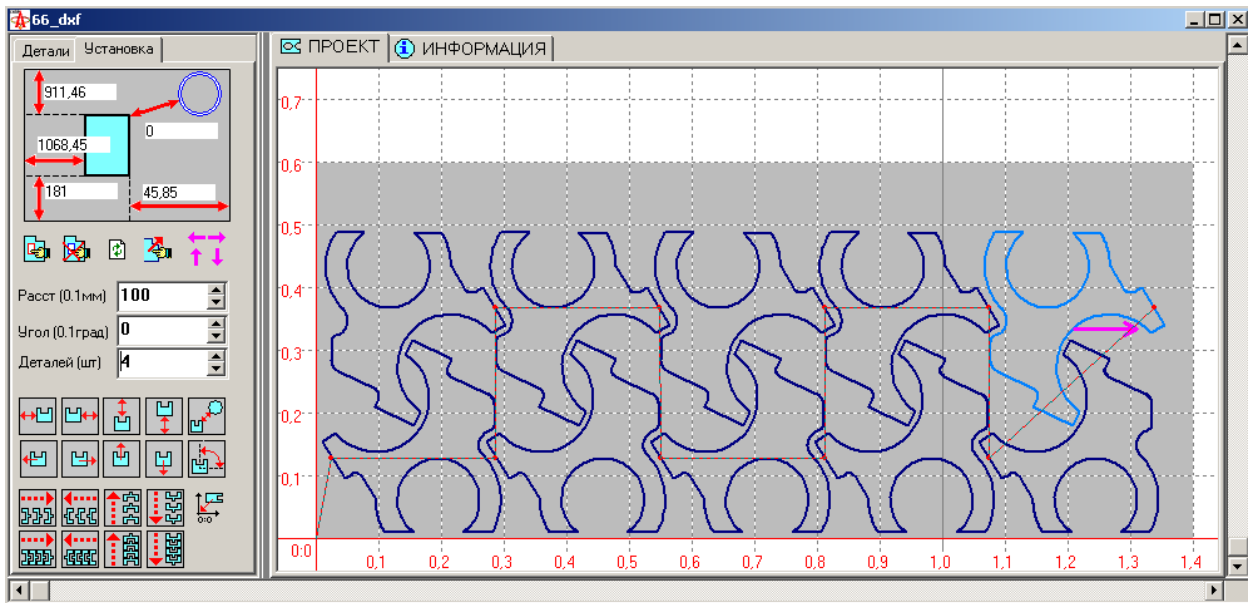 66_dxf
Детали Установка
ПРОЕКТ ИНФОРМАЦИЯ
911,46
0
1068,45
181 45,85
Расст (0.1мм) 100
Угол (0.1град) 0
Деталей (шт) 4
0:0
0,7
0,6
0,5
0,4
0,3
0,2
0,1
0:0
0,1 0,2 0,3 0,4 0,5 0,6 0,7 0,8 0,9 1,0 1,1 1,2 1,3 1,4